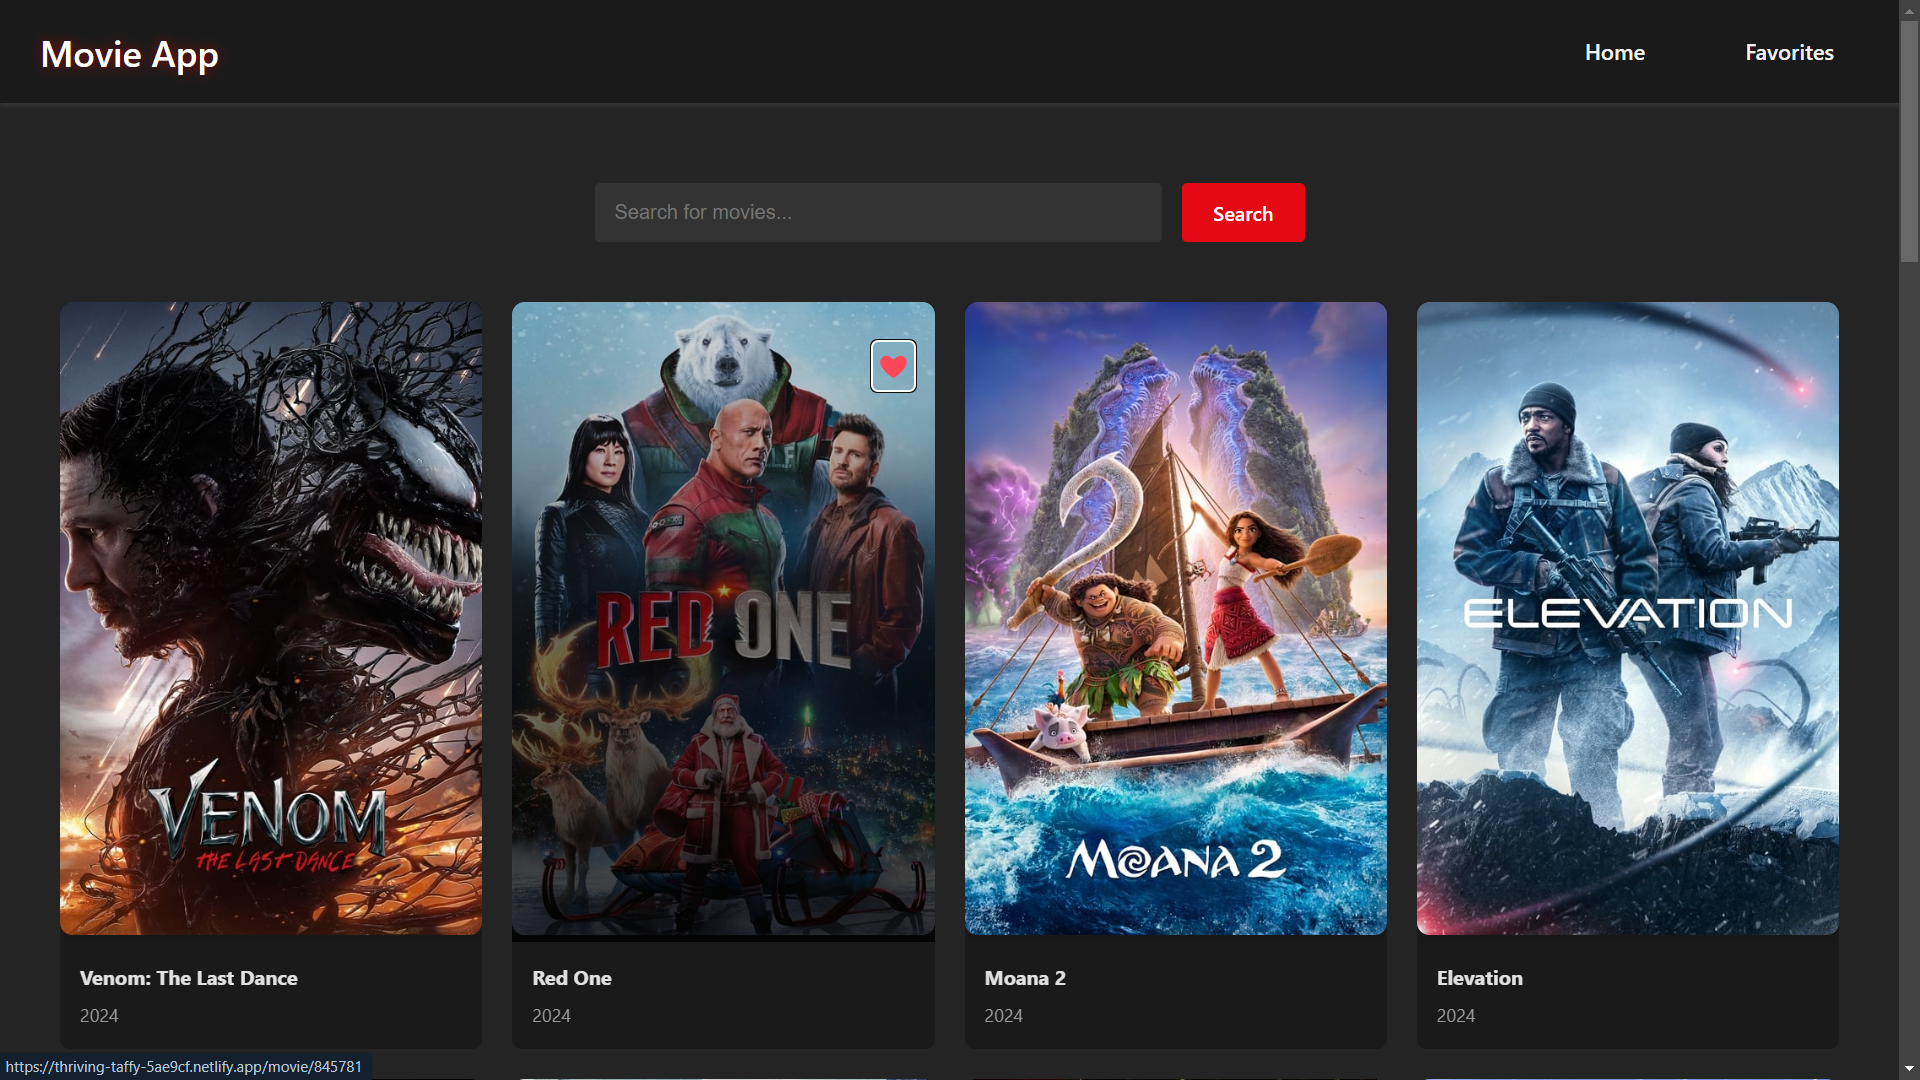 Movie App
Home
Favorites
Search for movies...
Search
VENOM
THE LAST DANCE
RED ONE
F
MOANA 2
ELEVATION
Venom: The Last Dance
2024
Red One
2024
Moana 2
2024
Elevation
2024
https://thriving-taffy-5ae9cf.netlify.app/movie/845781